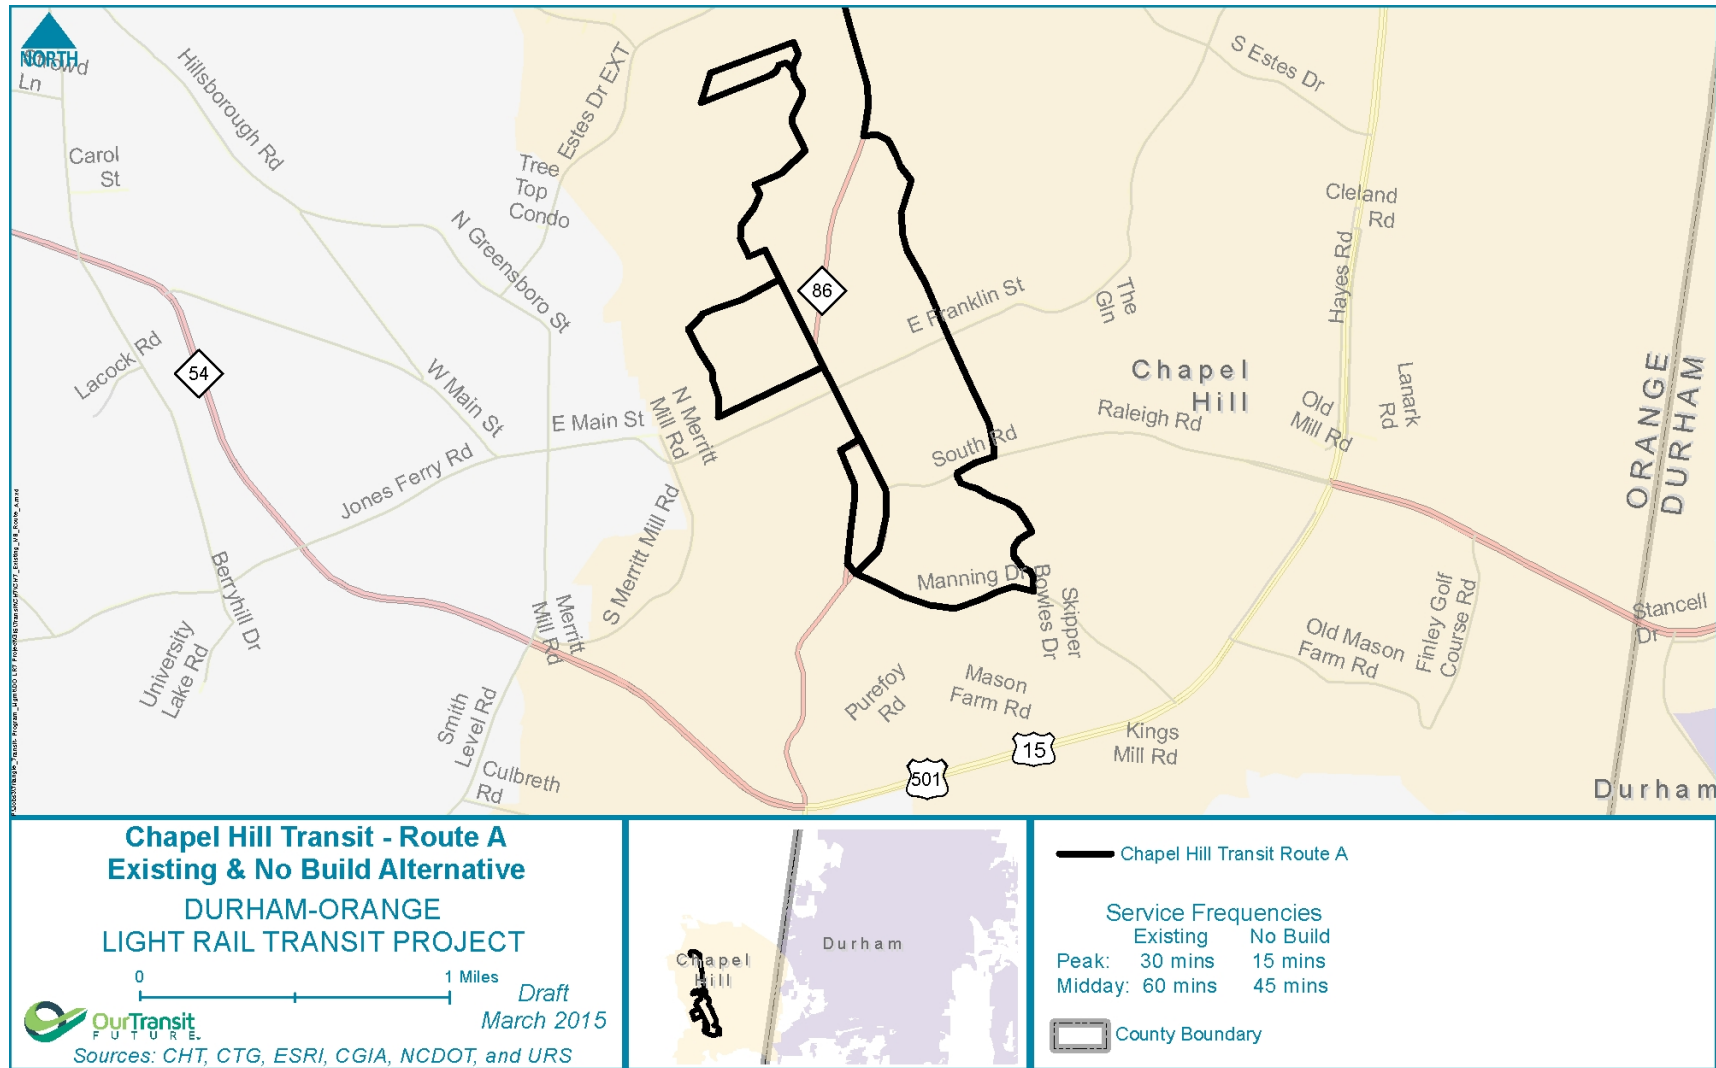 NORTH
Strowd
Ln
Hillsborough Rd
Estes Dr EXT
S Estes Dr
Carol
St
Tree
Top
Condo
Cleland
Rd
N Greensboro St
Hayes Rd
The
Gln
86
E Franklin St
Lacock Rd
54
W Main St
Chapel
Hill
Lanark
Rd
ORANGE
DURHAM
N Merritt
Mill Rd
E Main St
Raleigh Rd
Old
Mill Rd
South Rd
Jones Ferry Rd
S Merritt Mill Rd
Berryhill Dr
Manning Dr
Bowles Dr
Skipper
Merritt
Mill Rd
University
Lake Rd
Finley Golf
Course Rd
Stancell
Dr
Old Mason
Farm Rd
Purefoy
Rd
Mason
Farm Rd
Smith
Level Rd
Kings
Mill Rd
15
501
Culbreth
Rd
Durham
Chapel Hill Transit - Route A
Existing & No Build Alternative
DURHAM-ORANGE
LIGHT RAIL TRANSIT PROJECT
0
1 Miles
Draft
March 2015
OurTransit
FUTURE
Sources: CHT, CTG, ESRI, CGIA, NCDOT, and URS
Chapel
Hill
Durham
Chapel Hill Transit Route A
Service Frequencies
Existing No Build
Peak: 30 mins 15 mins
Midday: 60 mins 45 mins
County Boundary